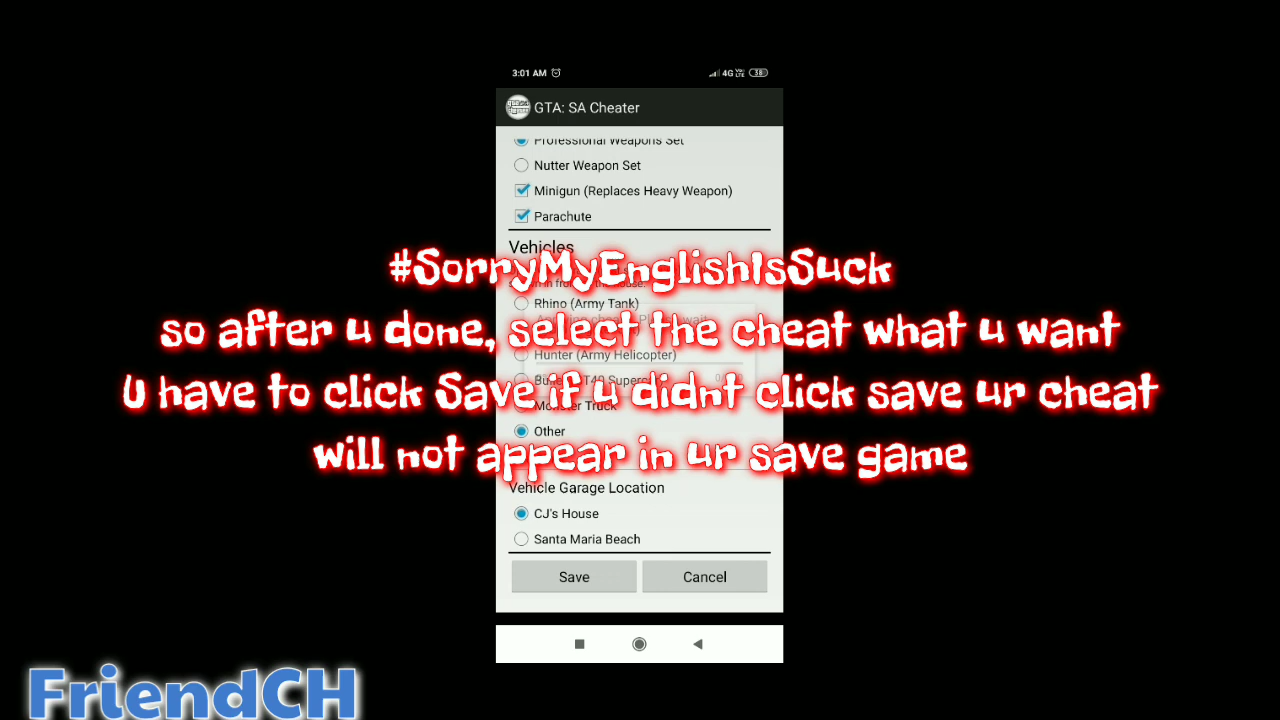 3:01 AM
4G VoLTE 38
GTA: SA Cheater
Professional Weapons Set
Nutter Weapon Set
Minigun (Replaces Heavy Weapon)
Parachute
Vehicles
#SorryMyEnglishIsSuck
Rhino (Army Tank)
so after u done, select the cheat what u want
Hunter (Army Helicopter)
U have to click Save if u didnt click save ur cheat
Monster Truck
Other
will not appear in ur save game
Vehicle Garage Location
CJ's House
Santa Maria Beach
Save Cancel
FriendCH